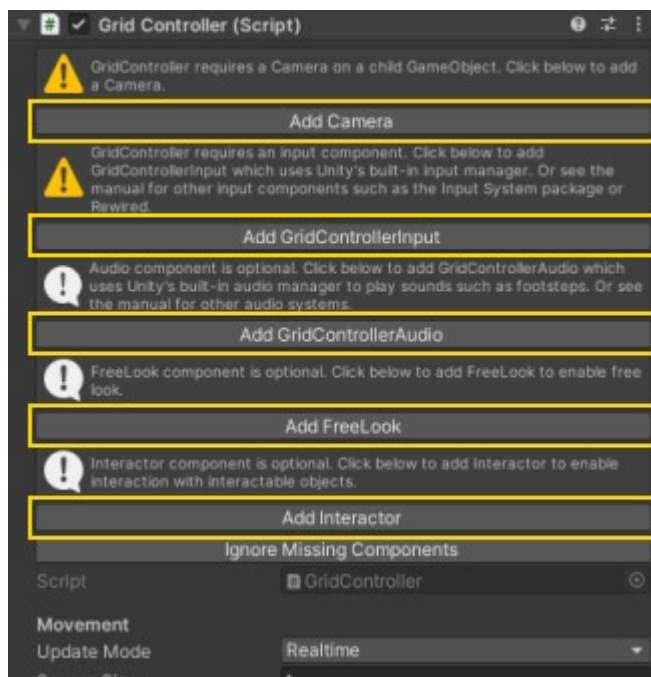 Grid Controller (Script)
GridController requires a Camera on a child GameObject. Click below to add
a Camera.
Add Camera
GridController requires an input component. Click below to add
GridControllerInput which uses Unity's built-in input manager. Or see the
manual for other input components such as the Input System package or
Rewired.
Add GridControllerInput
Audio component is optional. Click below to add GridControllerAudio which
uses Unity's built-in audio manager to play sounds such as footsteps. Or see
the manual for other audio systems.
Add GridControllerAudio
FreeLook component is optional. Click below to add FreeLook to enable free
look.
Add FreeLook
Interactor component is optional. Click below to add Interactor to enable
interaction with interactable objects.
Add Interactor
Ignore Missing Components
Script GridController
Movement
Update Mode Realtime